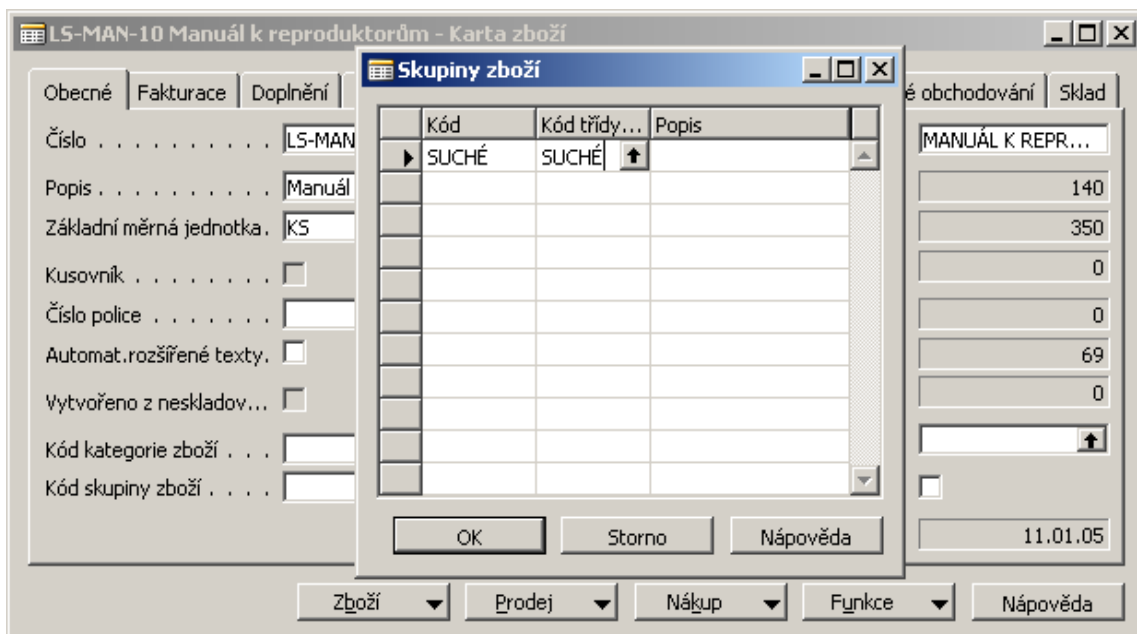 LS-MAN-10 Manuál k reproduktorům - Karta zboží
Skupiny zboží
Obecné Fakturace Doplnění é obchodování Sklad
Kód Kód třídy... Popis
SUCHÉ SUCHÉ
Číslo . . . . . . . . . . LS-MAN MANUÁL K REPR...
Popis . . . . . . . . . . Manuál 140
Základní měrná jednotka . KS 350
Kusovník . . . . . . . . 0
Číslo police . . . . . . . 0
Automat.rozšířené texty . 69
Vytvořeno z neskladov... 0
Kód kategorie zboží . . .
Kód skupiny zboží . . . .
11.01.05
OK Storno Nápověda
Zboží Prodej Nákup Funkce Nápověda